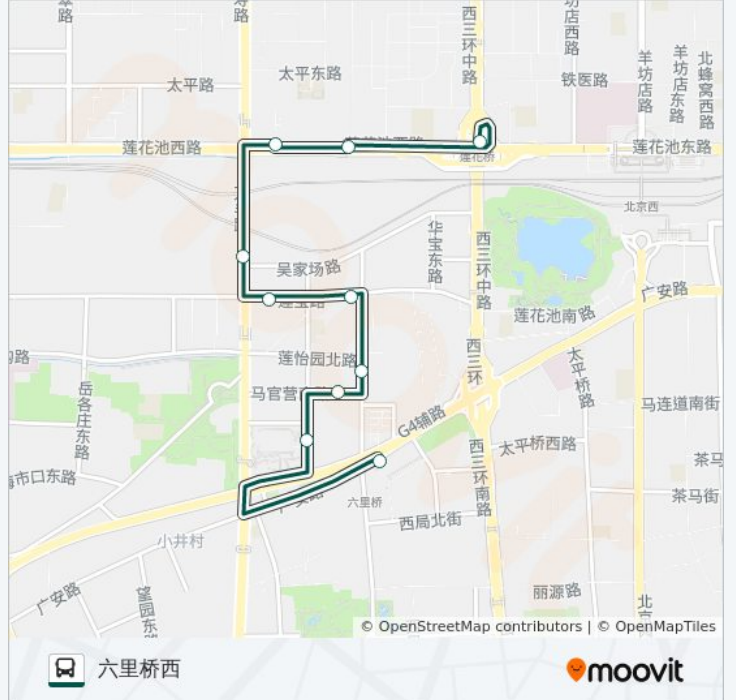 西三环中路
羊坊店路
羊坊店东路
北蜂窝西路
太平路
太平东路
铁医路
莲花池西路
莲花池东路
莲花桥
北京西
吴家场路
华宝东路
西三环中路
广安路
莲花池南路
莲怡园北路
西三环
太平桥路
马连道南街
岳各庄东路
G4辅路
太平桥西路
西三环南路
茶马街
六里桥
西局北街
小井村
广安路
望园东路
丽源路
© OpenStreetMap contributors | © OpenMapTiles
六里桥西
moovit